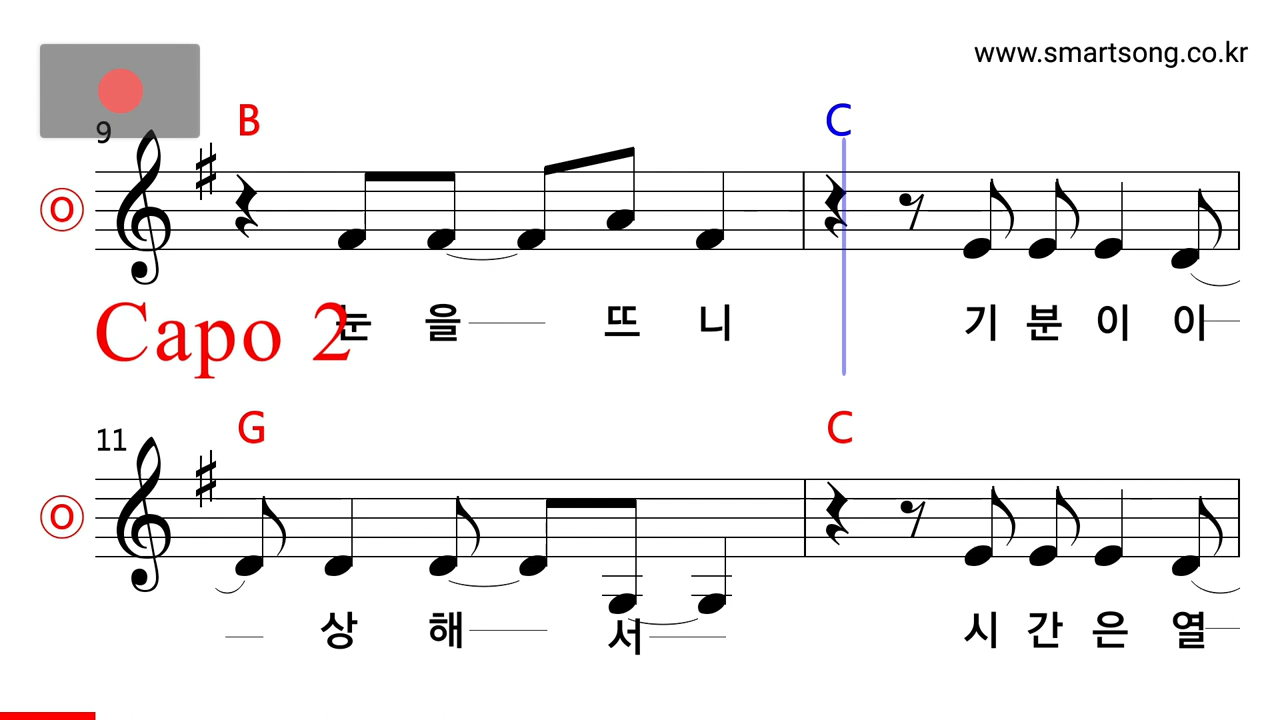 www.smartsong.co.kr
9 B C
O
Capo 2
눈 을 뜨 니 기 분 이 이
11 G C
O
상 해 서 시 간 은 열